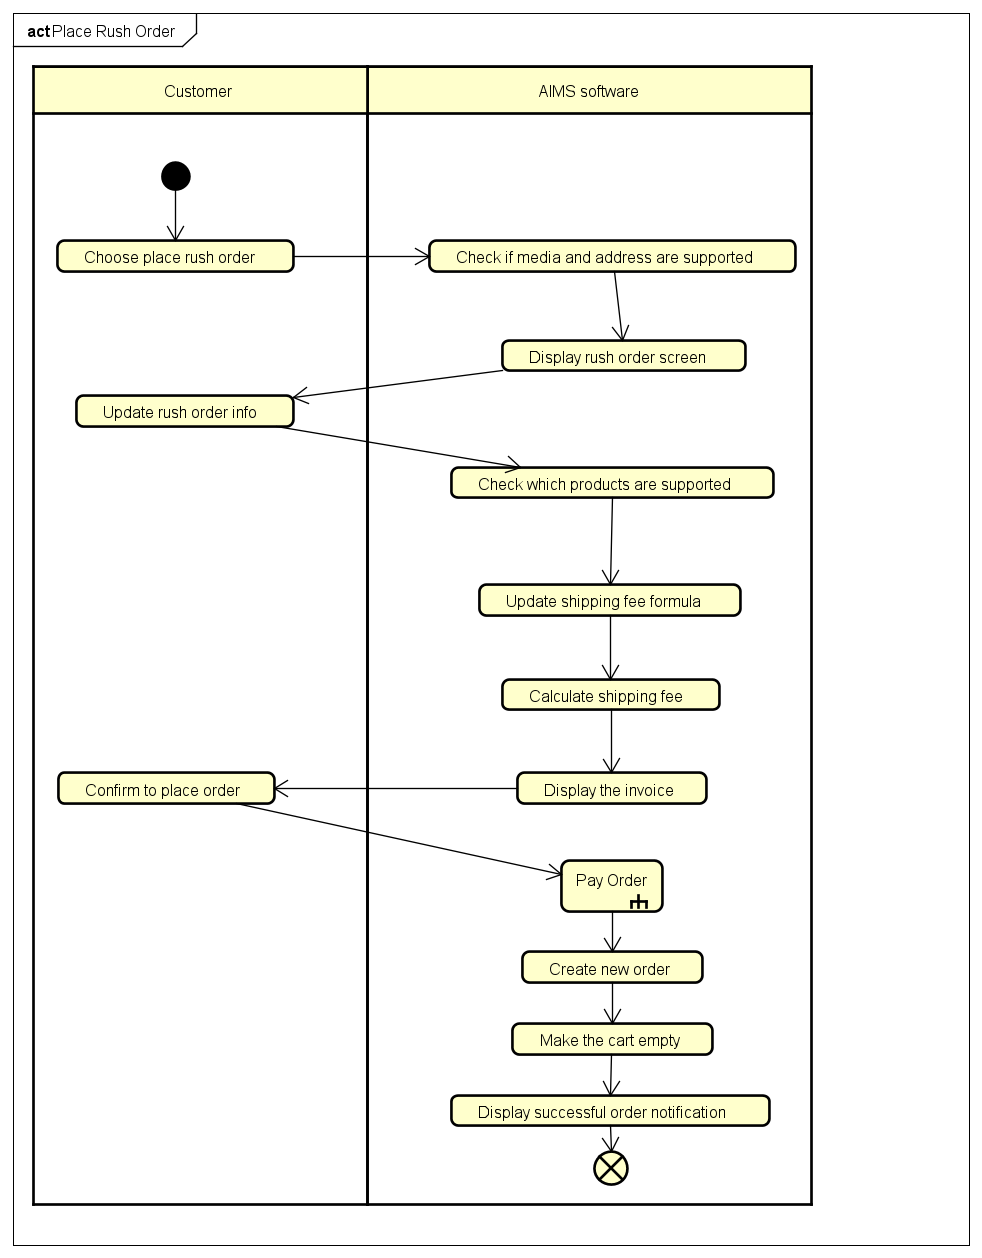 act Place Rush Order
Customer
AIMS software
Choose place rush order
Check if media and address are supported
Display rush order screen
Update rush order info
Check which products are supported
Update shipping fee formula
Calculate shipping fee
Confirm to place order
Display the invoice
Pay Order
Create new order
Make the cart empty
Display successful order notification